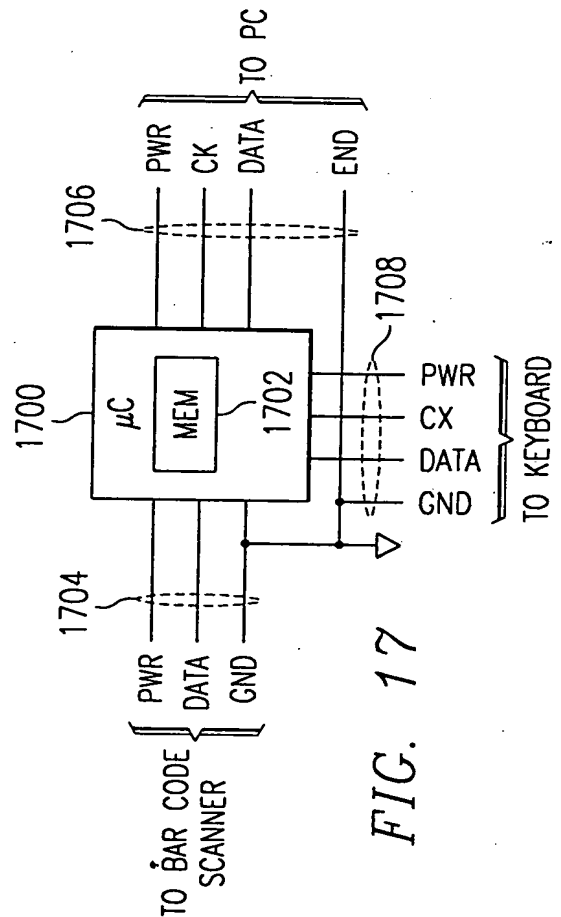 1700
1706
1704
µC
MEM
1702
PWR
DATA
GND
TO BAR CODE
SCANNER
PWR
CK
DATA
END
TO PC
1708
PWR
CX
DATA
GND
TO KEYBOARD
FIG. 17